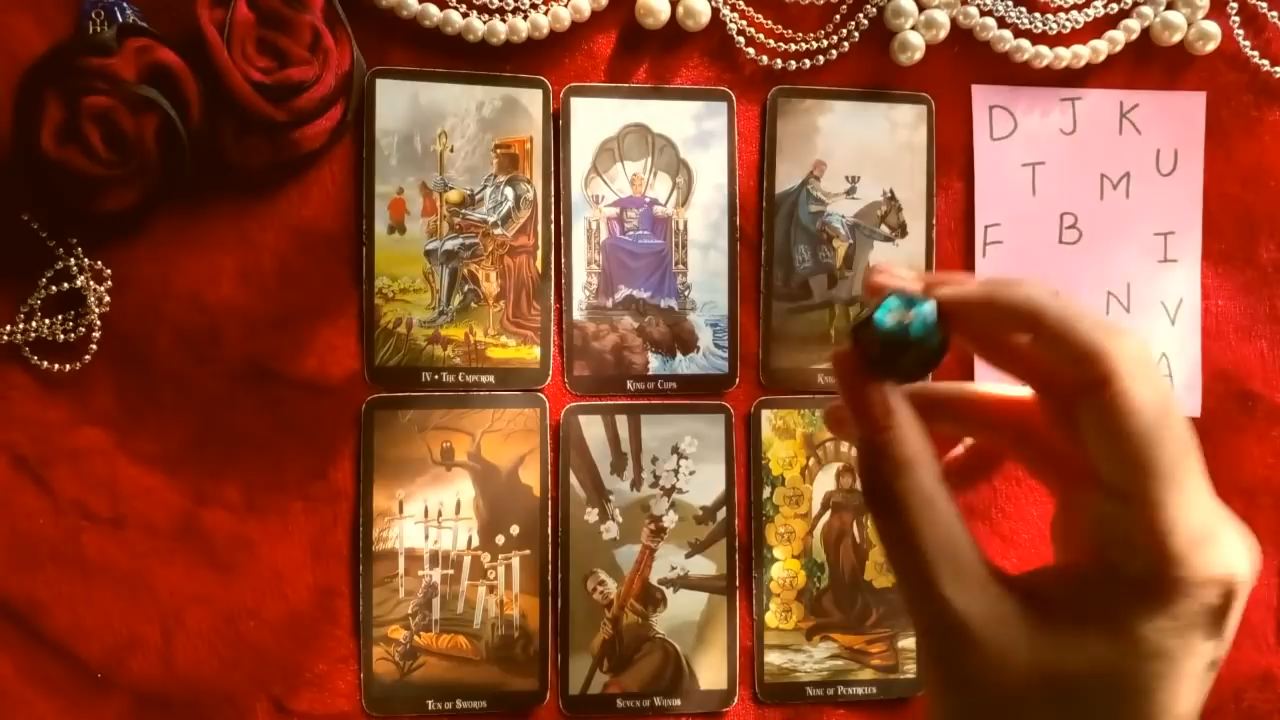 IV • THE EMPEROR
KING OF CUPS
TEN OF SWORDS
SEVEN OF WANDS
NINE OF PENTACLES
D J K
U
T M
F B I
N V
A